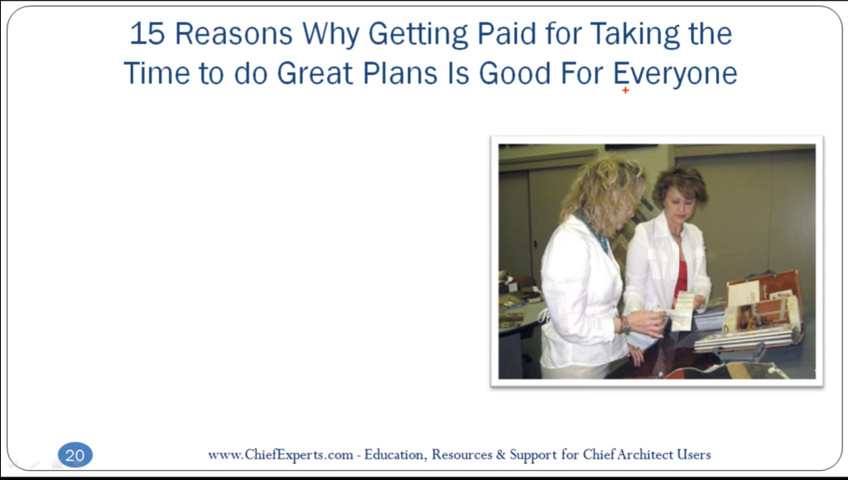 15 Reasons Why Getting Paid for Taking the
Time to do Great Plans Is Good For Everyone
20
www.ChiefExperts.com - Education, Resources & Support for Chief Architect Users